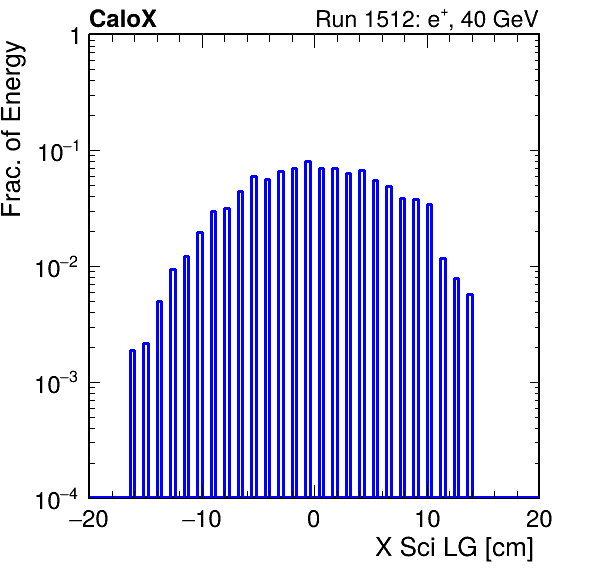 CaloX Run 1512: e⁺, 40 GeV
Frac. of Energy
1
10⁻¹
10⁻²
10⁻³
10⁻⁴
−20 −10 0 10 20
X Sci LG [cm]